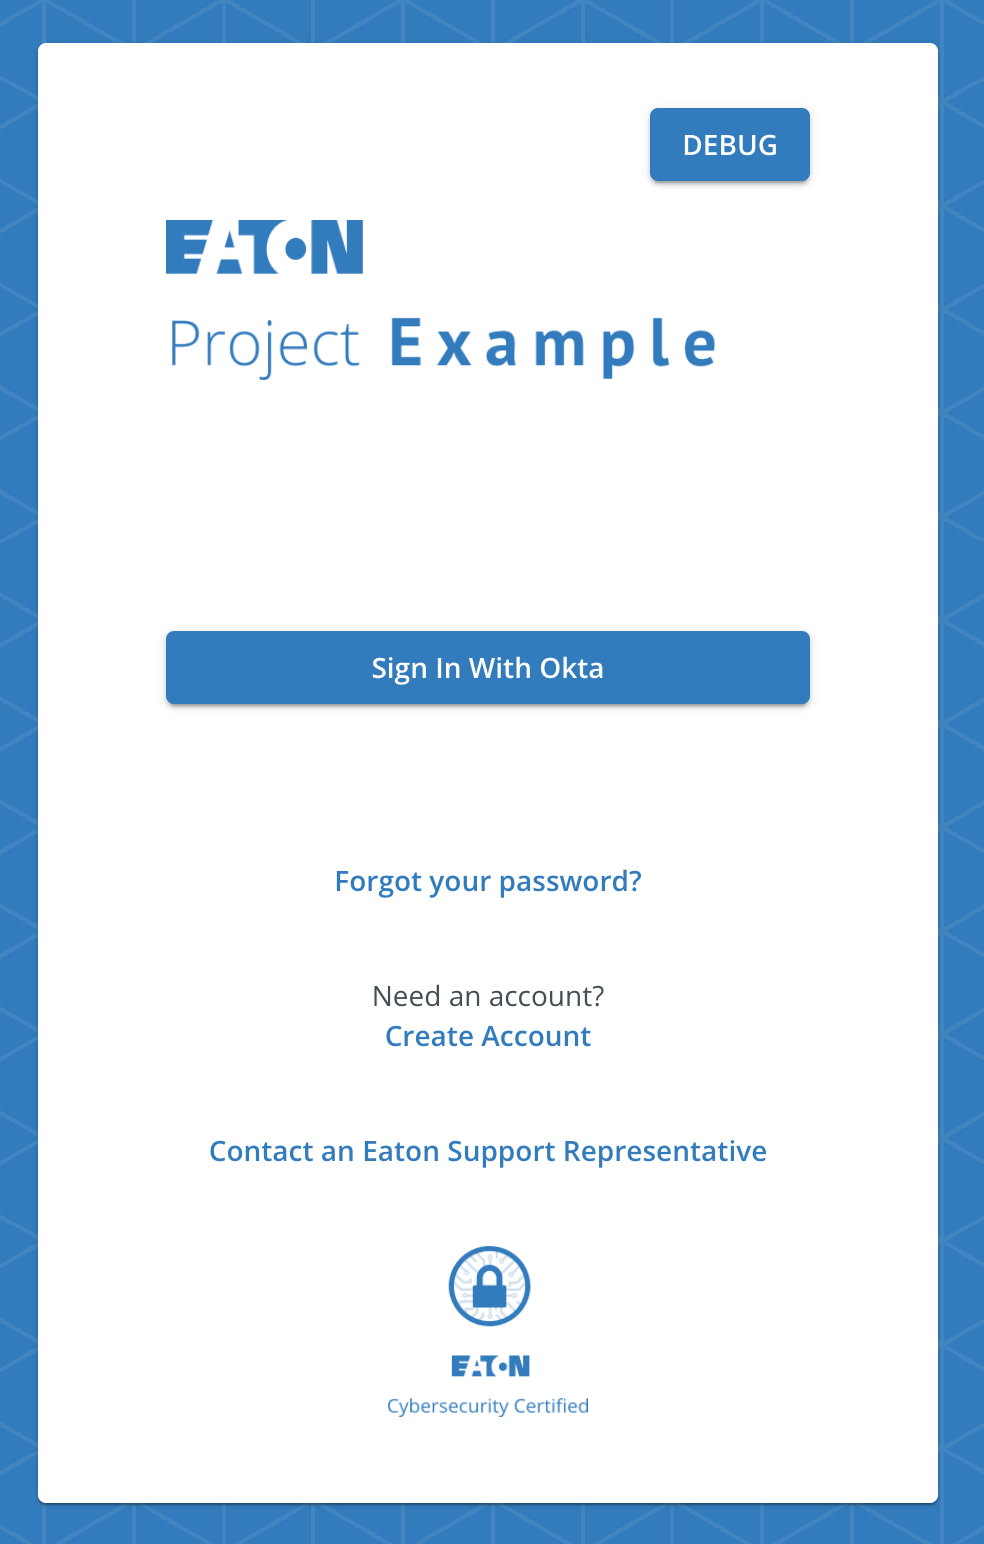 DEBUG
EATON
Project Example
Sign In With Okta
Forgot your password?
Need an account?
Create Account
Contact an Eaton Support Representative
EATON
Cybersecurity Certified